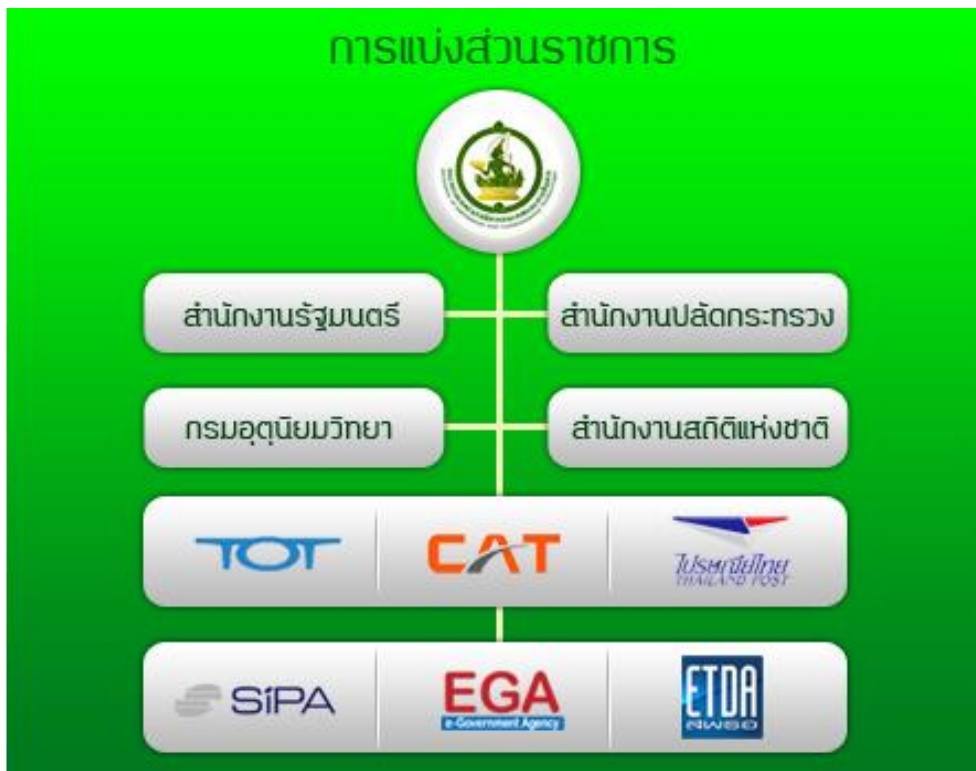 การแบ่งส่วนราชการ
สำนักงานรัฐมนตรี
สำนักงานปลัดกระทรวง
กรมอุตุนิยมวิทยา
สำนักงานสถิติแห่งชาติ
TOT
CAT
ไปรษณีย์ไทย
THAILAND POST
SiPA
EGA
e-Government Agency
ETDA
สพธอ